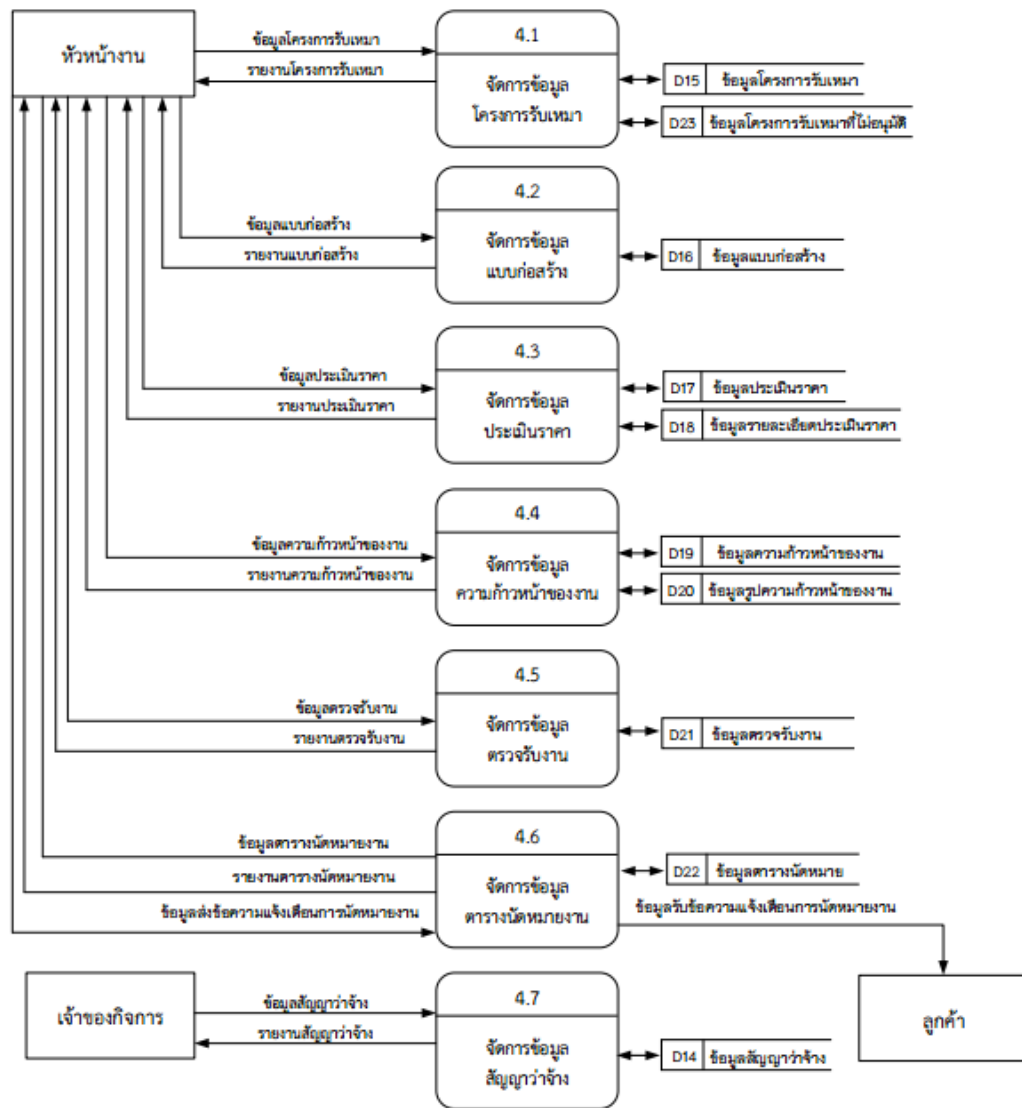 หัวหน้างาน
ข้อมูลโครงการรับเหมา
รายงานโครงการรับเหมา
4.1
จัดการข้อมูล
โครงการรับเหมา
D15 ข้อมูลโครงการรับเหมา
D23 ข้อมูลโครงการรับเหมาที่ไม่อนุมัติ
ข้อมูลแบบก่อสร้าง
รายงานแบบก่อสร้าง
4.2
จัดการข้อมูล
แบบก่อสร้าง
D16 ข้อมูลแบบก่อสร้าง
ข้อมูลประเมินราคา
รายงานประเมินราคา
4.3
จัดการข้อมูล
ประเมินราคา
D17 ข้อมูลประเมินราคา
D18 ข้อมูลรายละเอียดประเมินราคา
ข้อมูลความก้าวหน้าของงาน
รายงานความก้าวหน้าของงาน
4.4
จัดการข้อมูล
ความก้าวหน้าของงาน
D19 ข้อมูลความก้าวหน้าของงาน
D20 ข้อมูลรูปความก้าวหน้าของงาน
ข้อมูลตรวจรับงาน
รายงานตรวจรับงาน
4.5
จัดการข้อมูล
ตรวจรับงาน
D21 ข้อมูลตรวจรับงาน
ข้อมูลตารางนัดหมายงาน
รายงานตารางนัดหมายงาน
ข้อมูลส่งข้อความแจ้งเตือนการนัดหมายงาน
4.6
จัดการข้อมูล
ตารางนัดหมายงาน
D22 ข้อมูลตารางนัดหมาย
ข้อมูลรับข้อความแจ้งเตือนการนัดหมายงาน
เจ้าของกิจการ
ข้อมูลสัญญาว่าจ้าง
รายงานสัญญาว่าจ้าง
4.7
จัดการข้อมูล
สัญญาว่าจ้าง
D14 ข้อมูลสัญญาว่าจ้าง
ลูกค้า